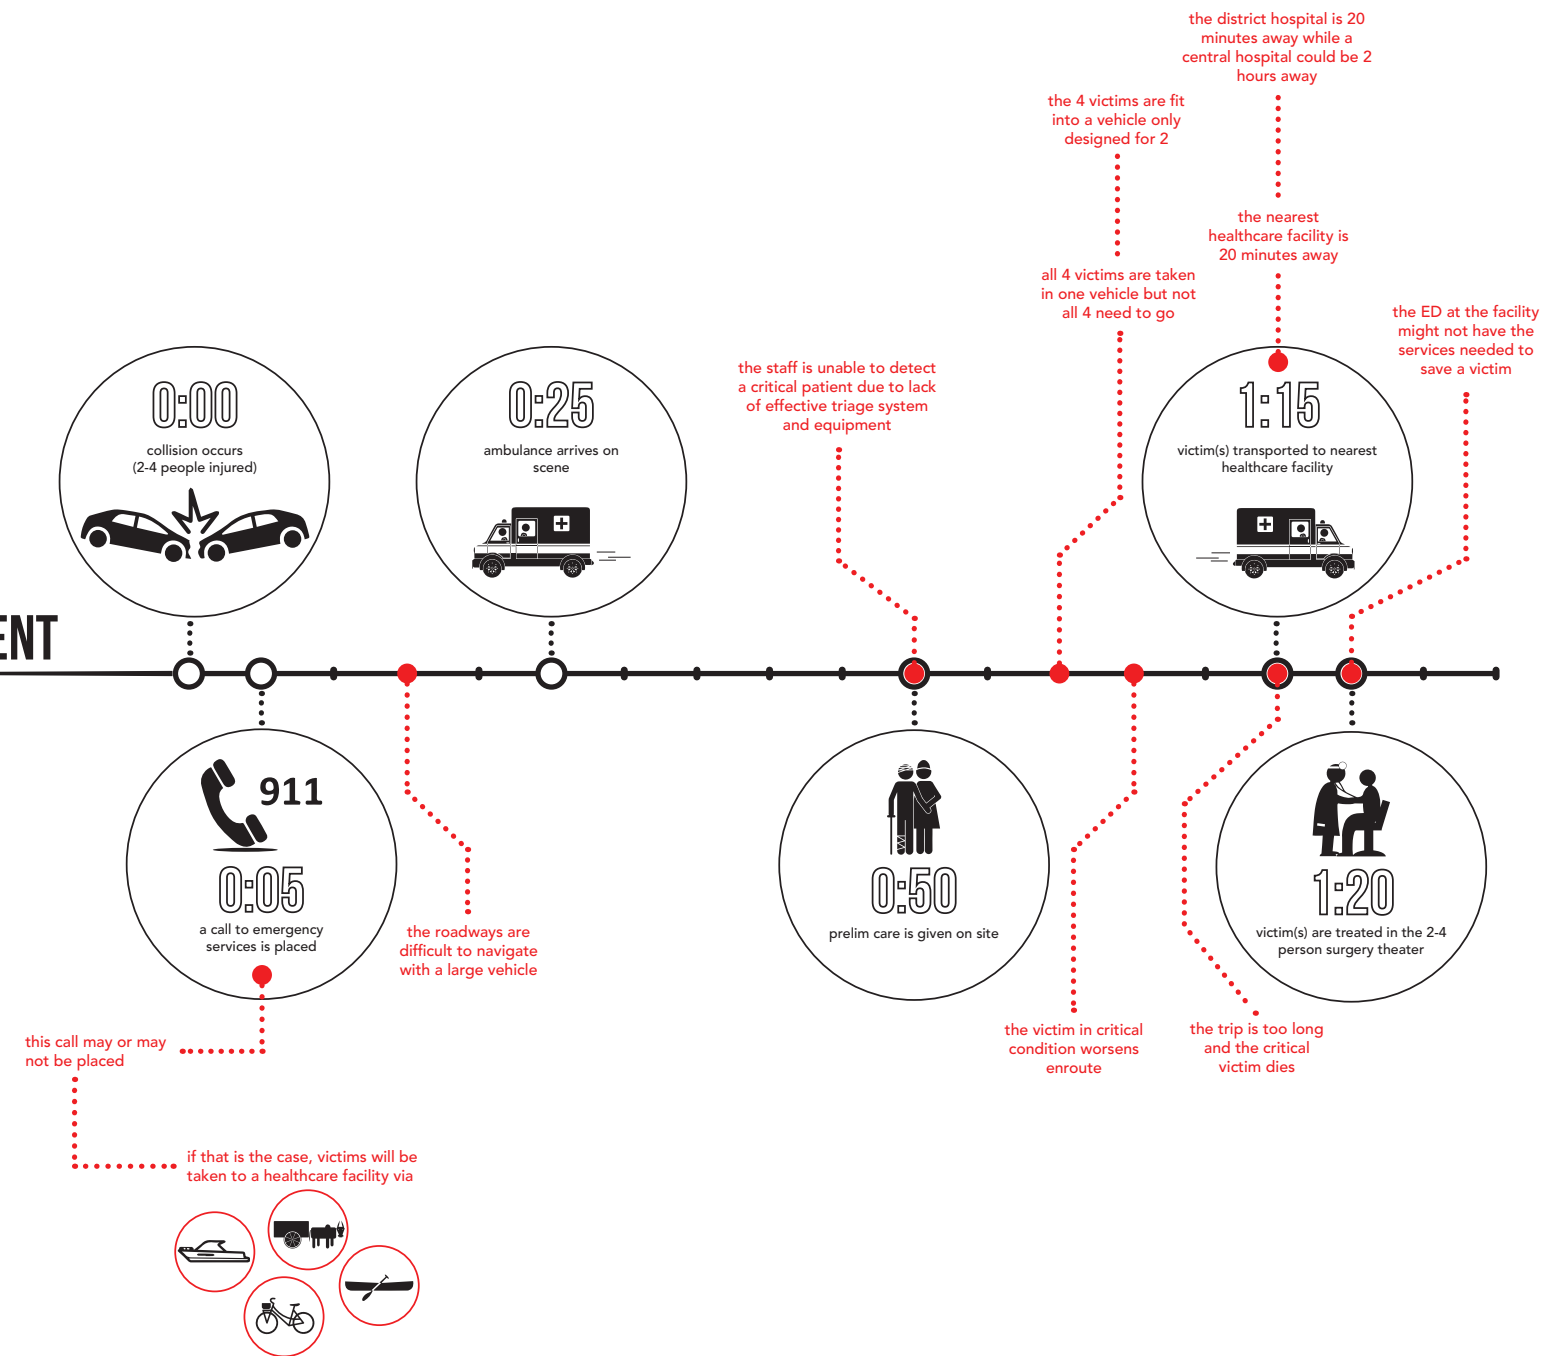 the district hospital is 20
minutes away while a
central hospital could be 2
hours away
the 4 victims are fit
into a vehicle only
designed for 2
the nearest
healthcare facility is
20 minutes away
all 4 victims are taken
in one vehicle but not
all 4 need to go
the ED at the facility
might not have the
services needed to
save a victim
the staff is unable to detect
a critical patient due to lack
of effective triage system
and equipment
0:00
collision occurs
(2-4 people injured)
0:25
ambulance arrives on
scene
1:15
victim(s) transported to nearest
healthcare facility
ENT
911
0:05
a call to emergency
services is placed
the roadways are
difficult to navigate
with a large vehicle
0:50
prelim care is given on site
1:20
victim(s) are treated in the 2-4
person surgery theater
this call may or may
not be placed
the victim in critical
condition worsens
enroute
the trip is too long
and the critical
victim dies
if that is the case, victims will be
taken to a healthcare facility via